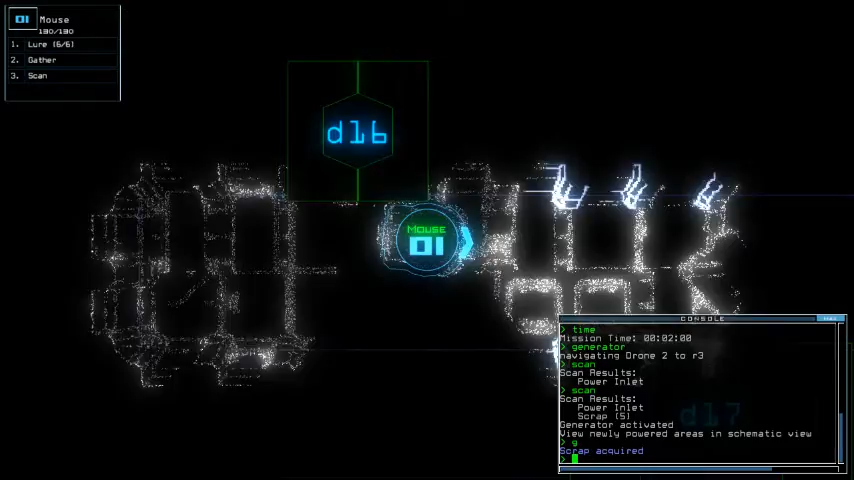 01 Mouse
130/130
1. Lure (6/6)
2. Gather
3. Scan
d16
Mouse
01
CONSOLE
> time
Mission Time: 00:02:00
> generator
navigating Drone 2 to r3
> scan
Scan Results:
Power Inlet
> scan
Scan Results:
Power Inlet
Scrap (5)
Generator activated
View newly powered areas in schematic view
> g
Scrap acquired
>
d17